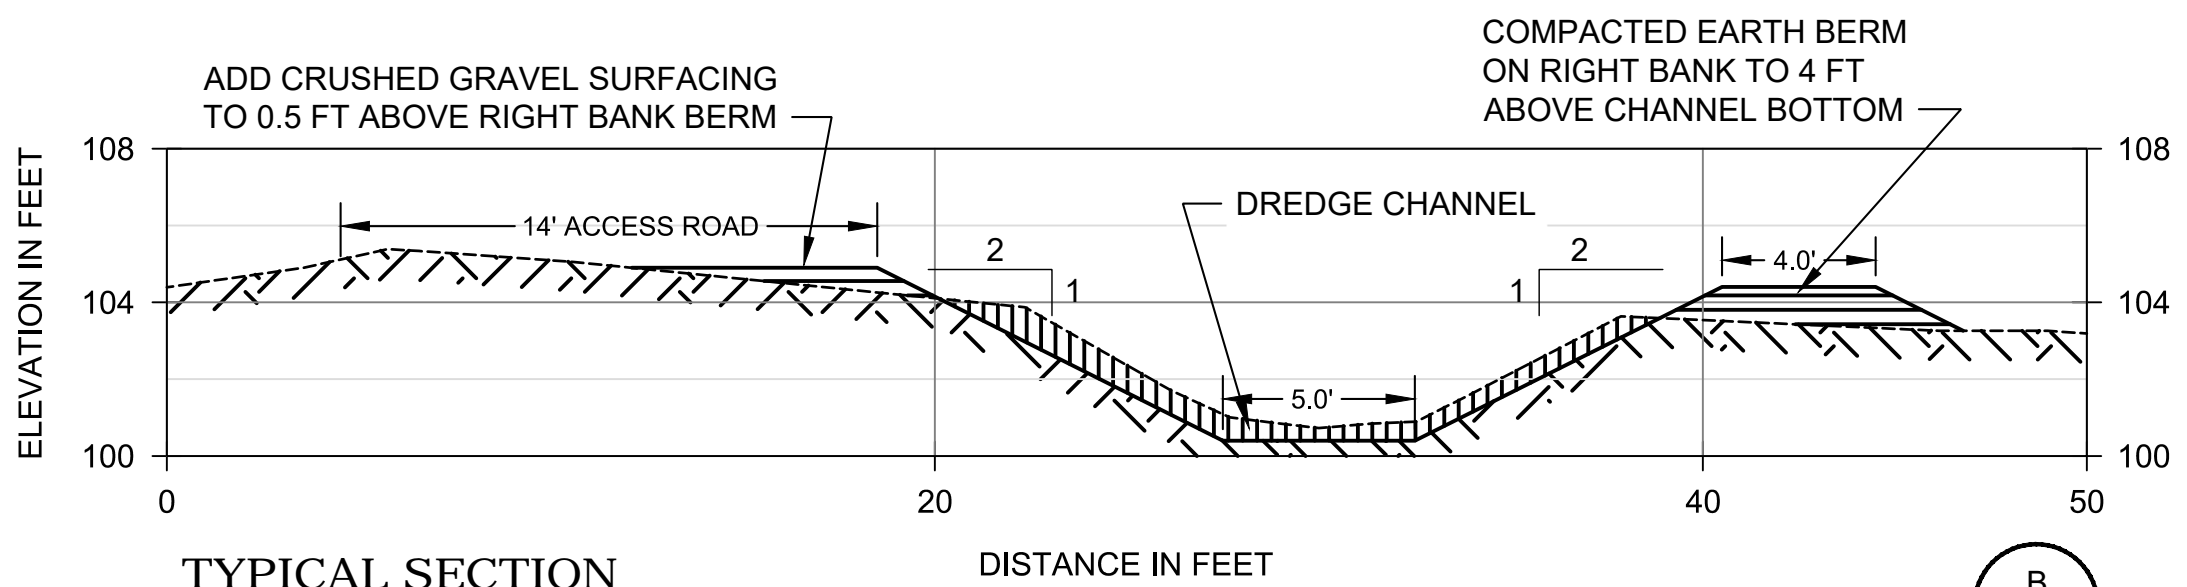 COMPACTED EARTH BERM
ON RIGHT BANK TO 4 FT
ABOVE CHANNEL BOTTOM
ADD CRUSHED GRAVEL SURFACING
TO 0.5 FT ABOVE RIGHT BANK BERM
108
108
DREDGE CHANNEL
14' ACCESS ROAD
2
1
2
1
4.0'
ELEVATION IN FEET
104
104
5.0'
100
100
0
20
40
50
DISTANCE IN FEET
TYPICAL SECTION
B